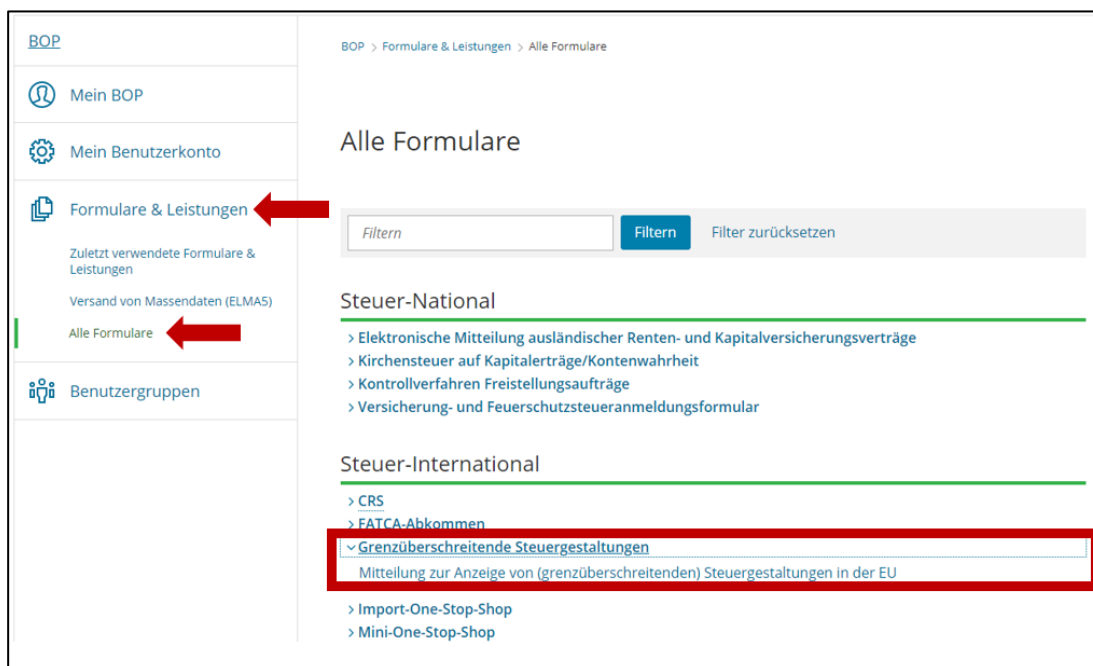 BOP
Mein BOP
Mein Benutzerkonto
Formulare & Leistungen
Zuletzt verwendete Formulare &
Leistungen
Versand von Massendaten (ELMA5)
Alle Formulare
Benutzergruppen
BOP > Formulare & Leistungen > Alle Formulare
Alle Formulare
Filtern Filtern Filter zurücksetzen
Steuer-National
> Elektronische Mitteilung ausländischer Renten- und Kapitalversicherungsverträge
> Kirchensteuer auf Kapitalerträge/Kontenwahrheit
> Kontrollverfahren Freistellungsaufträge
> Versicherung- und Feuerschutzsteueranmeldungsformular
Steuer-International
> CRS
> FATCA-Abkommen
Grenzüberschreitende Steuergestaltungen
Mitteilung zur Anzeige von (grenzüberschreitenden) Steuergestaltungen in der EU
> Import-One-Stop-Shop
> Mini-One-Stop-Shop